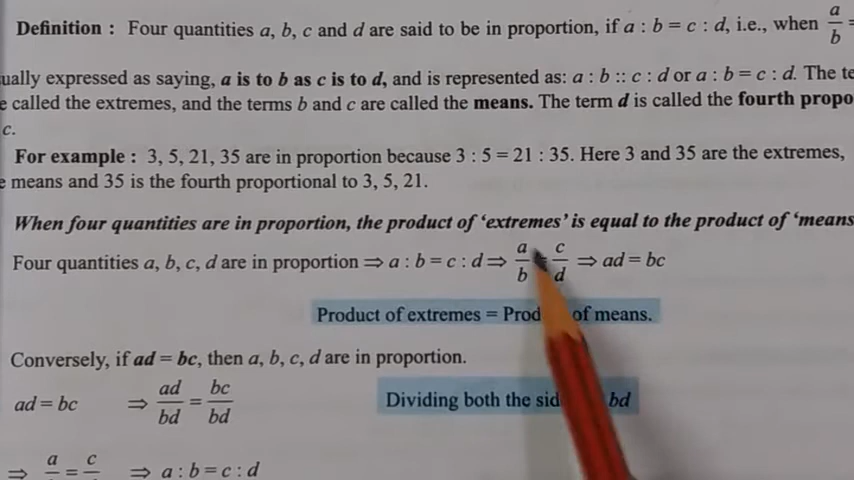 Definition : Four quantities a, b, c and d are said to be in proportion, if a : b = c : d, i.e., when a/b =
ually expressed as saying, a is to b as c is to d, and is represented as: a : b :: c : d or a : b = c : d. The te
e called the extremes, and the terms b and c are called the means. The term d is called the fourth propo
c.
For example : 3, 5, 21, 35 are in proportion because 3 : 5 = 21 : 35. Here 3 and 35 are the extremes,
e means and 35 is the fourth proportional to 3, 5, 21.
When four quantities are in proportion, the product of ‘extremes’ is equal to the product of ‘means
Four quantities a, b, c, d are in proportion ⇒ a : b = c : d ⇒ a/b = c/d ⇒ ad = bc
Product of extremes = Prod of means.
Conversely, if ad = bc, then a, b, c, d are in proportion.
ad = bc ⇒ ad/bd = bc/bd Dividing both the sid bd
⇒ a = c ⇒ a : b = c : d